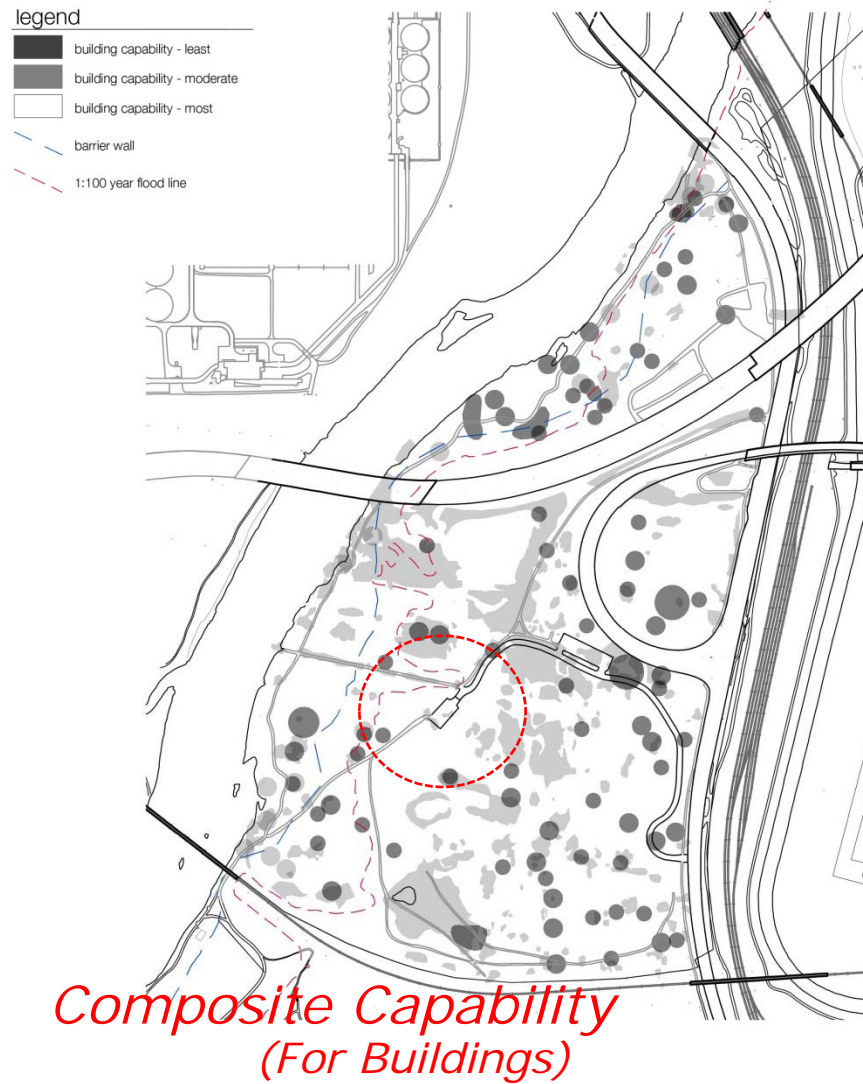 legend
building capability - least
building capability - moderate
building capability - most
barrier wall
1:100 year flood line
Composite Capability
(For Buildings)